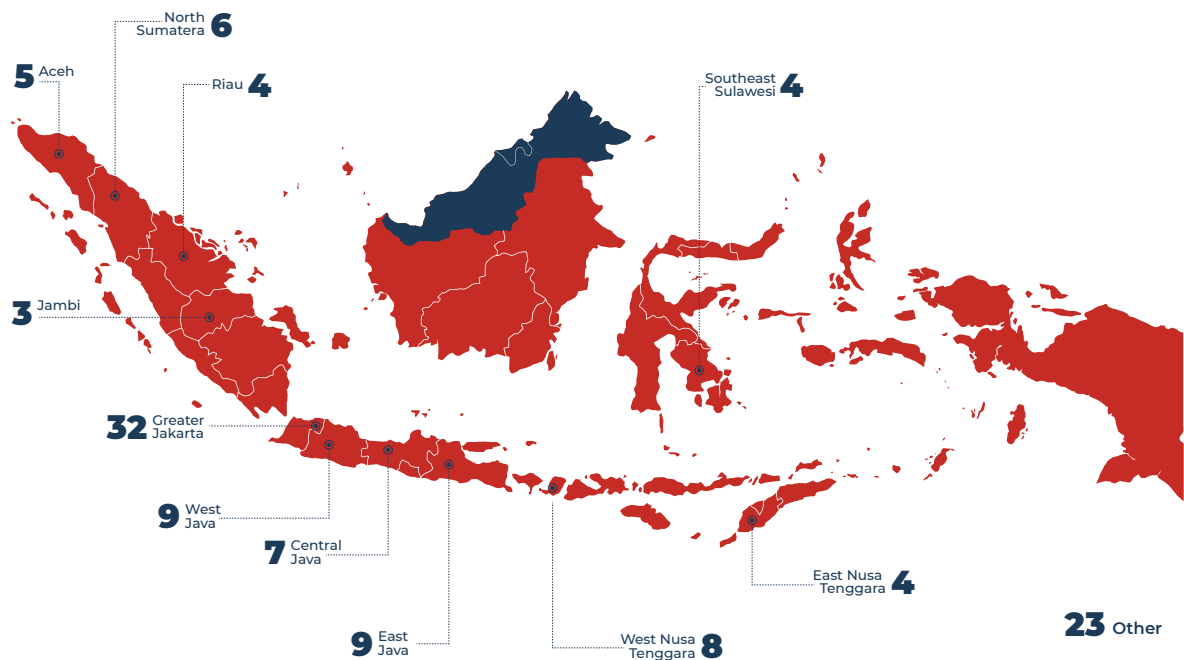 North
Sumatera 6
5 Aceh
Riau 4
Southeast
Sulawesi 4
3 Jambi
32 Greater
Jakarta
9 West
Java
7 Central
Java
East Nusa
Tenggara 4
9 East
Java
West Nusa
Tenggara 8
23 Other